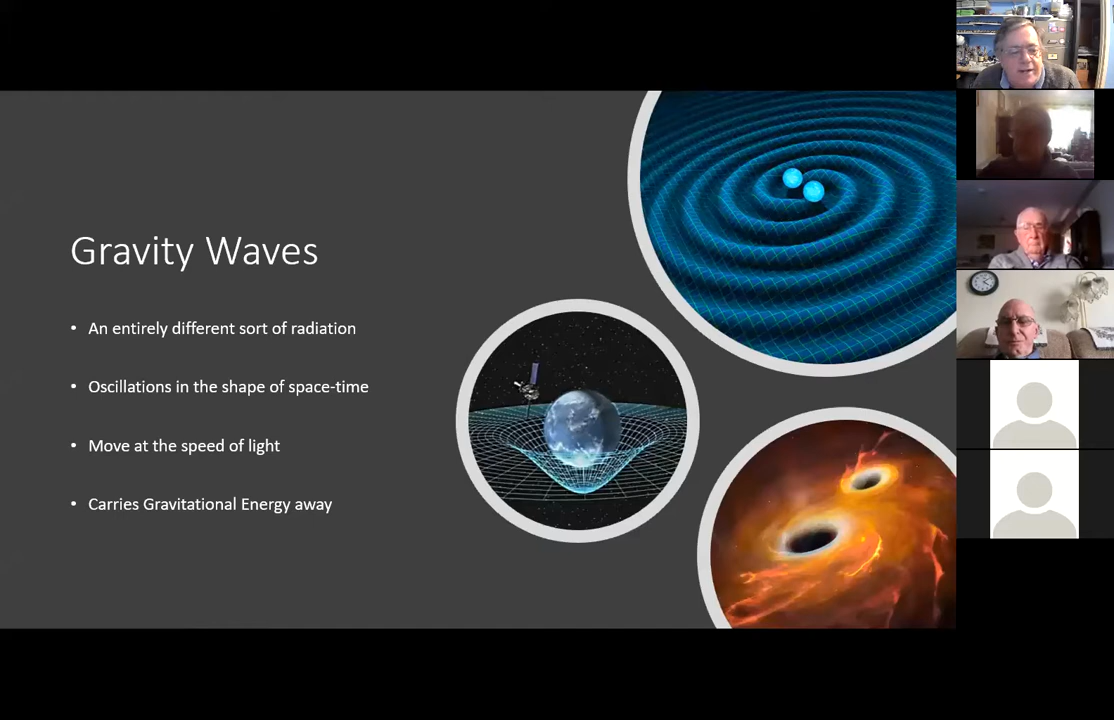 Gravity Waves
• An entirely different sort of radiation
• Oscillations in the shape of space-time
• Move at the speed of light
• Carries Gravitational Energy away